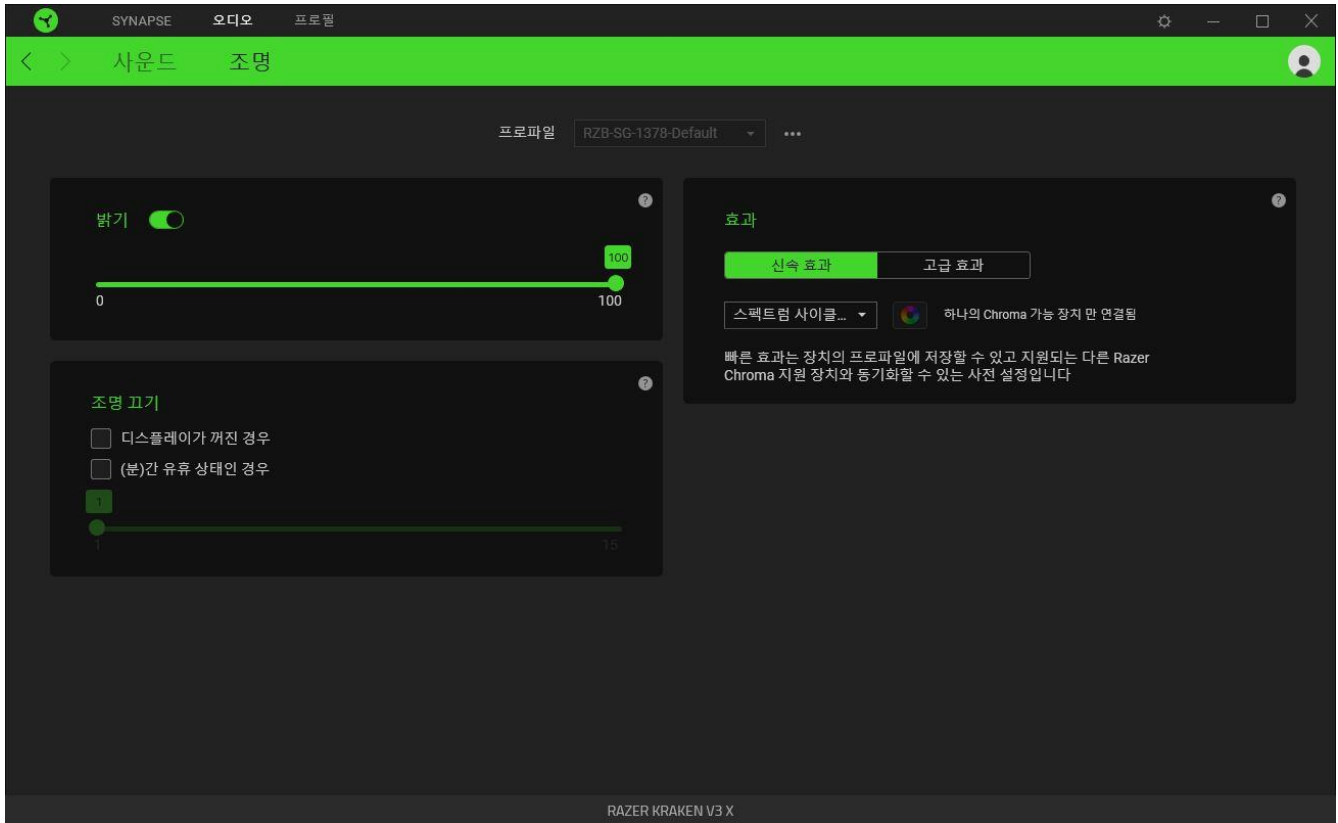 SYNAPSE 오디오 프로필
사운드 조명
프로파일 RZB-SG-1378-Default
밝기
100
0 100
조명 끄기
디스플레이가 꺼진 경우
(분)간 유휴 상태인 경우
1
1 15
효과
신속 효과 고급 효과
스펙트럼 사이클... 하나의 Chroma 가능 장치 만 연결됨
빠른 효과는 장치의 프로파일에 저장할 수 있고 지원되는 다른 Razer
Chroma 지원 장치와 동기화할 수 있는 사전 설정입니다
RAZER KRAKEN V3 X